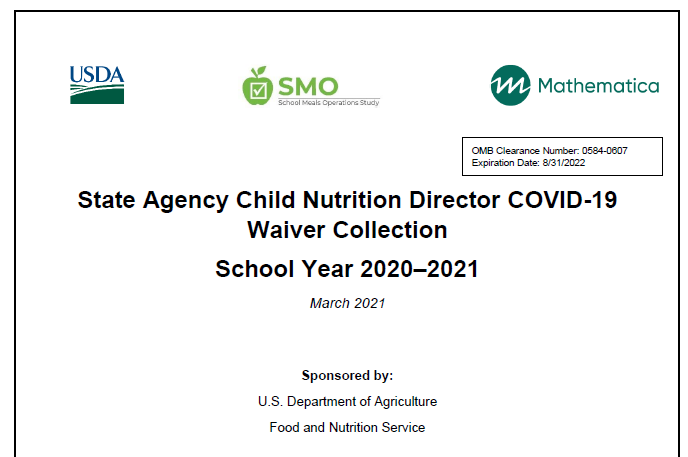 USDA
SMO
School Meals Operations Study
Mathematica
OMB Clearance Number: 0584-0607
Expiration Date: 8/31/2022
State Agency Child Nutrition Director COVID-19
Waiver Collection
School Year 2020–2021
March 2021
Sponsored by:
U.S. Department of Agriculture
Food and Nutrition Service